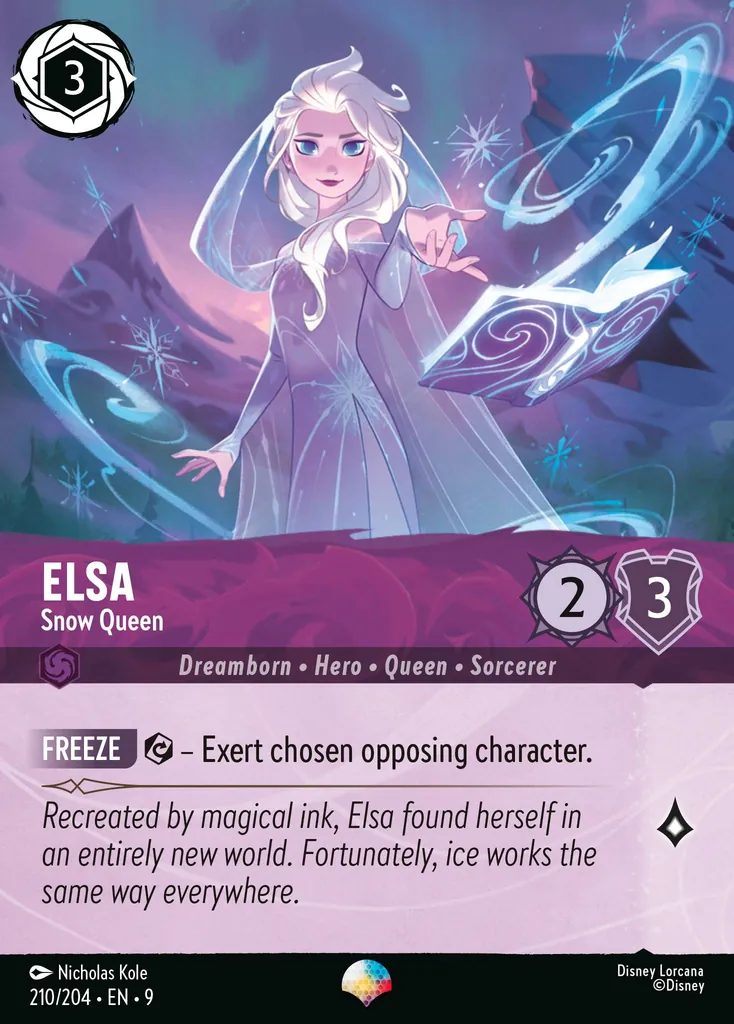 3
ELSA
Snow Queen
2
3
Dreamborn • Hero • Queen • Sorcerer
FREEZE – Exert chosen opposing character.
Recreated by magical ink, Elsa found herself in
an entirely new world. Fortunately, ice works the
same way everywhere.
Nicholas Kole
210/204 • EN • 9
Disney Lorcana
©Disney